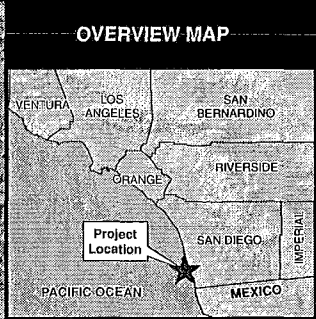 OVERVIEW MAP
VENTURA
LOS
ANGELES
SAN
BERNARDINO
ORANGE
RIVERSIDE
Project
Location
SAN DIEGO
IMPERIAL
PACIFIC OCEAN
MEXICO